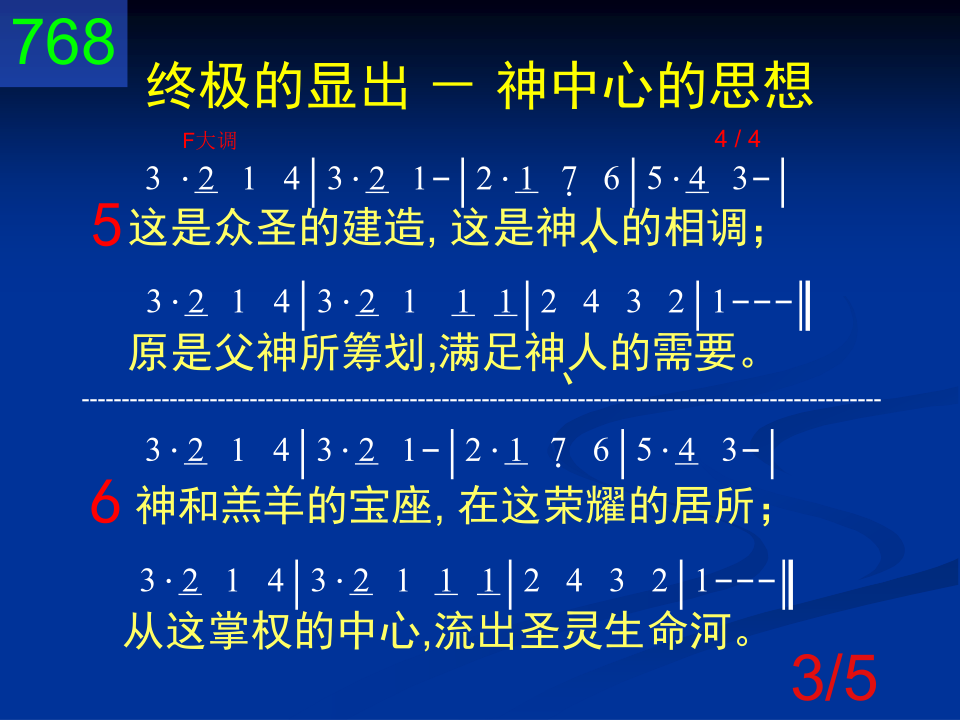 768
终极的显出 － 神中心的思想
F大调 4 / 4
3 · 2 1 4│3 · 2 1－│2 · 1 7 6│5 · 4 3－│
5 这是众圣的建造, 这是神、人的相调；
3 · 2 1 4│3 · 2 1 1 1│2 4 3 2│1－－－║
原是父神所筹划,满足神、人的需要。
3 · 2 1 4│3 · 2 1－│2 · 1 7 6│5 · 4 3－│
6 神和羔羊的宝座, 在这荣耀的居所；
3 · 2 1 4│3 · 2 1 1 1│2 4 3 2│1－－－║
从这掌权的中心,流出圣灵生命河。
3/5